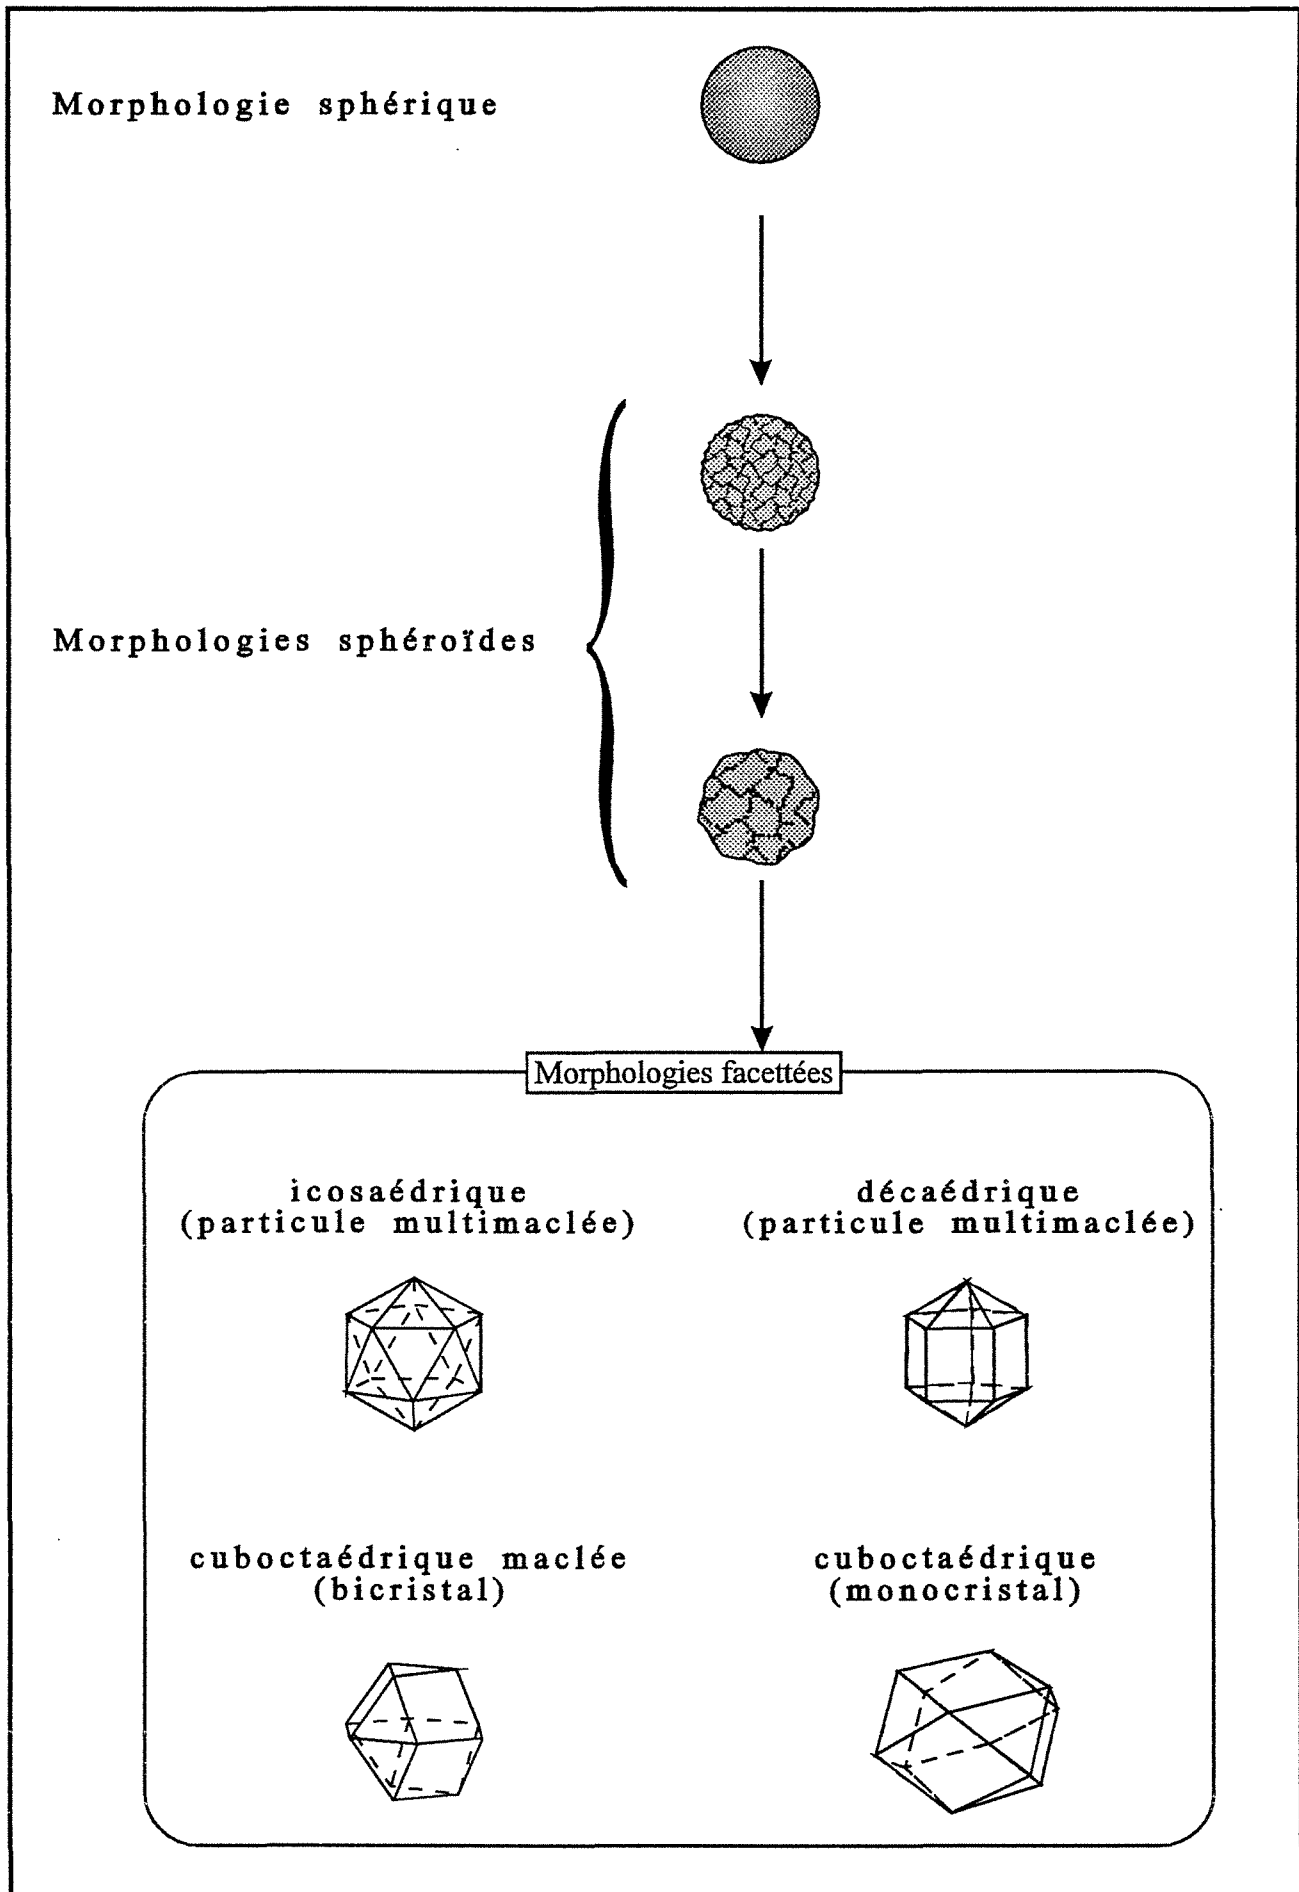 Morphologie sphérique
Morphologies sphéroïdes
Morphologies facettées
icosaédrique
(particule multimaclée)
décaédrique
(particule multimaclée)
cuboctaédrique maclée
(bicristal)
cuboctaédrique
(monocristal)